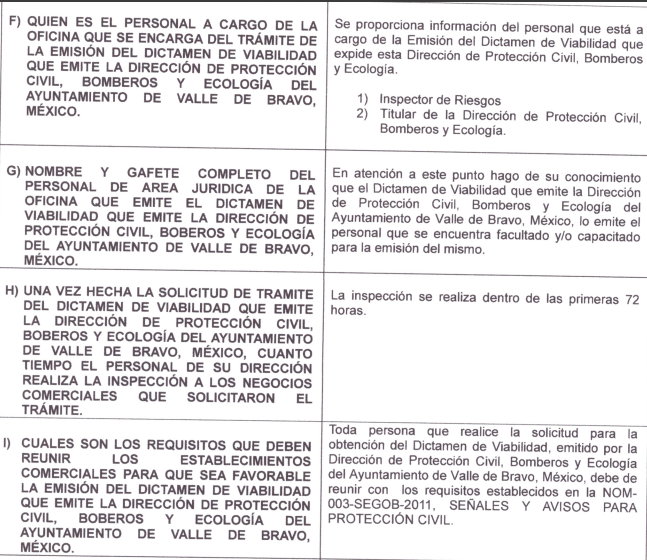 F) QUIEN ES EL PERSONAL A CARGO DE LA
OFICINA QUE SE ENCARGA DEL TRÁMITE DE
LA EMISIÓN DEL DICTAMEN DE VIABILIDAD
QUE EMITE LA DIRECCIÓN DE PROTECCIÓN
CIVIL, BOMBEROS Y ECOLOGÍA DEL
AYUNTAMIENTO DE VALLE DE BRAVO,
MÉXICO.
Se proporciona información del personal que está a
cargo de la Emisión del Dictamen de Viabilidad que
expide esta Dirección de Protección Civil, Bomberos
y Ecología.
1) Inspector de Riesgos
2) Titular de la Dirección de Protección Civil,
Bomberos y Ecología.
G) NOMBRE Y GAFETE COMPLETO DEL
PERSONAL DE AREA JURIDICA DE LA
OFICINA QUE EMITE EL DICTAMEN DE
VIABILIDAD QUE EMITE LA DIRECCIÓN DE
PROTECCIÓN CIVIL, BOBEROS Y ECOLOGÍA
DEL AYUNTAMIENTO DE VALLE DE BRAVO,
MÉXICO.
En atención a este punto hago de su conocimiento
que el Dictamen de Viabilidad que emite la Dirección
de Protección Civil, Bomberos y Ecología del
Ayuntamiento de Valle de Bravo, México, lo emite el
personal que se encuentra facultado y/o capacitado
para la emisión del mismo.
H) UNA VEZ HECHA LA SOLICITUD DE TRAMITE
DEL DICTAMEN DE VIABILIDAD QUE EMITE
LA DIRECCIÓN DE PROTECCIÓN CIVIL,
BOBEROS Y ECOLOGÍA DEL AYUNTAMIENTO
DE VALLE DE BRAVO, MÉXICO, CUANTO
TIEMPO EL PERSONAL DE SU DIRECCIÓN
REALIZA LA INSPECCIÓN A LOS NEGOCIOS
COMERCIALES QUE SOLICITARON EL
TRÁMITE.
La inspección se realiza dentro de las primeras 72
horas.
I) CUALES SON LOS REQUISITOS QUE DEBEN
REUNIR LOS ESTABLECIMIENTOS
COMERCIALES PARA QUE SEA FAVORABLE
LA EMISIÓN DEL DICTAMEN DE VIABILIDAD
QUE EMITE LA DIRECCIÓN DE PROTECCIÓN
CIVIL, BOBEROS Y ECOLOGÍA DEL
AYUNTAMIENTO DE VALLE DE BRAVO,
MÉXICO.
Toda persona que realice la solicitud para la
obtención del Dictamen de Viabilidad, emitido por la
Dirección de Protección Civil, Bomberos y Ecología
del Ayuntamiento de Valle de Bravo, México, debe de
reunir con los requisitos establecidos en la NOM-
003-SEGOB-2011, SEÑALES Y AVISOS PARA
PROTECCIÓN CIVIL.